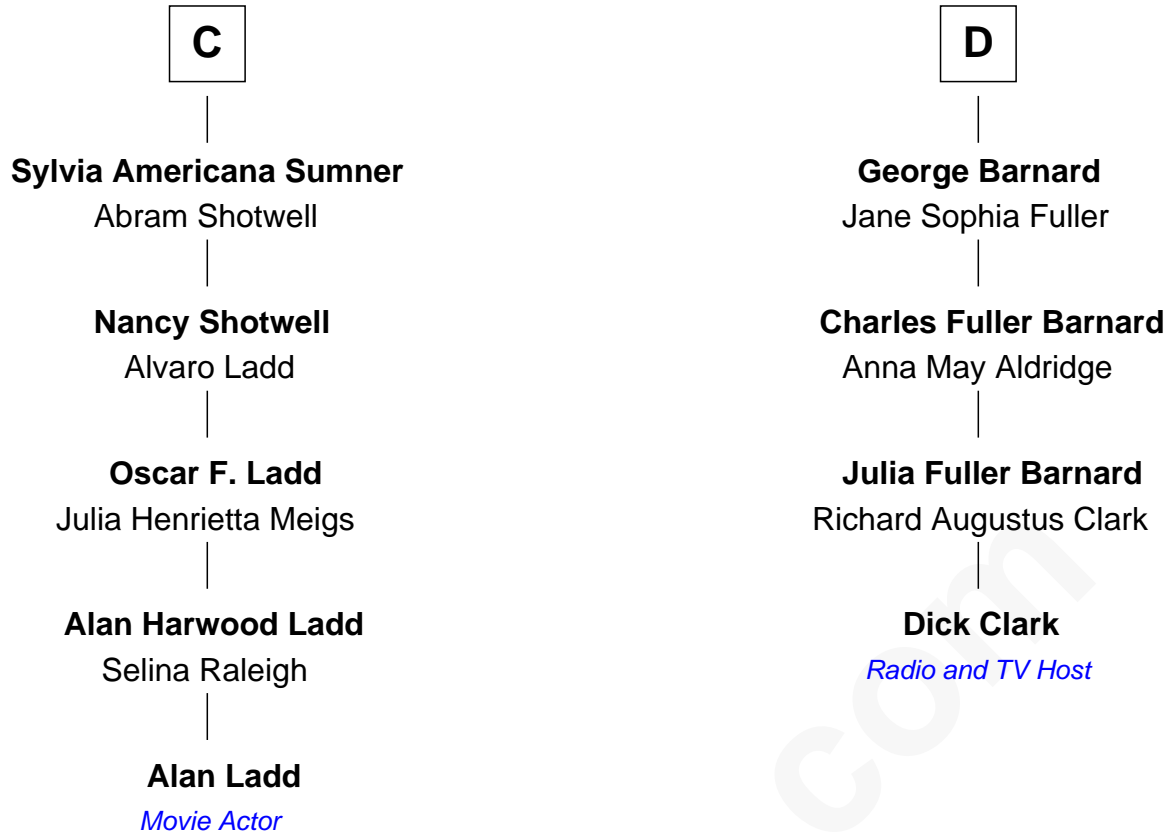 C
Sylvia Americana Sumner
Abram Shotwell
Nancy Shotwell
Alvaro Ladd
Oscar F. Ladd
Julia Henrietta Meigs
Alan Harwood Ladd
Selina Raleigh
Alan Ladd
Movie Actor
D
George Barnard
Jane Sophia Fuller
Charles Fuller Barnard
Anna May Aldridge
Julia Fuller Barnard
Richard Augustus Clark
Dick Clark
Radio and TV Host
com